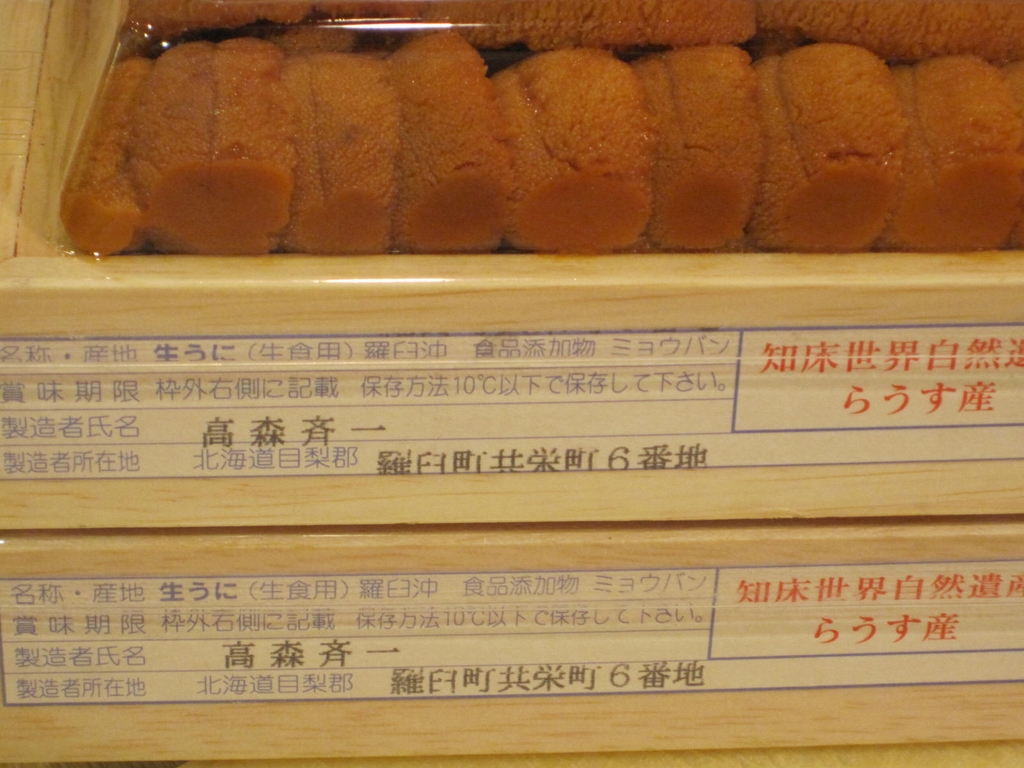 名称・産地 生うに (生食用) 羅臼沖 食品添加物 ミョウバン
賞味期限 枠外右側に記載 保存方法10℃以下で保存して下さい。
製造者氏名 高森斉一
製造者所在地 北海道目梨郡 羅臼町共栄町6番地
知床世界自然遺
らうす産
名称・産地 生うに (生食用) 羅臼沖 食品添加物 ミョウバン
賞味期限 枠外右側に記載 保存方法10℃以下で保存して下さい。
製造者氏名 高森斉一
製造者所在地 北海道目梨郡 羅臼町共栄町6番地
知床世界自然遺産
らうす産